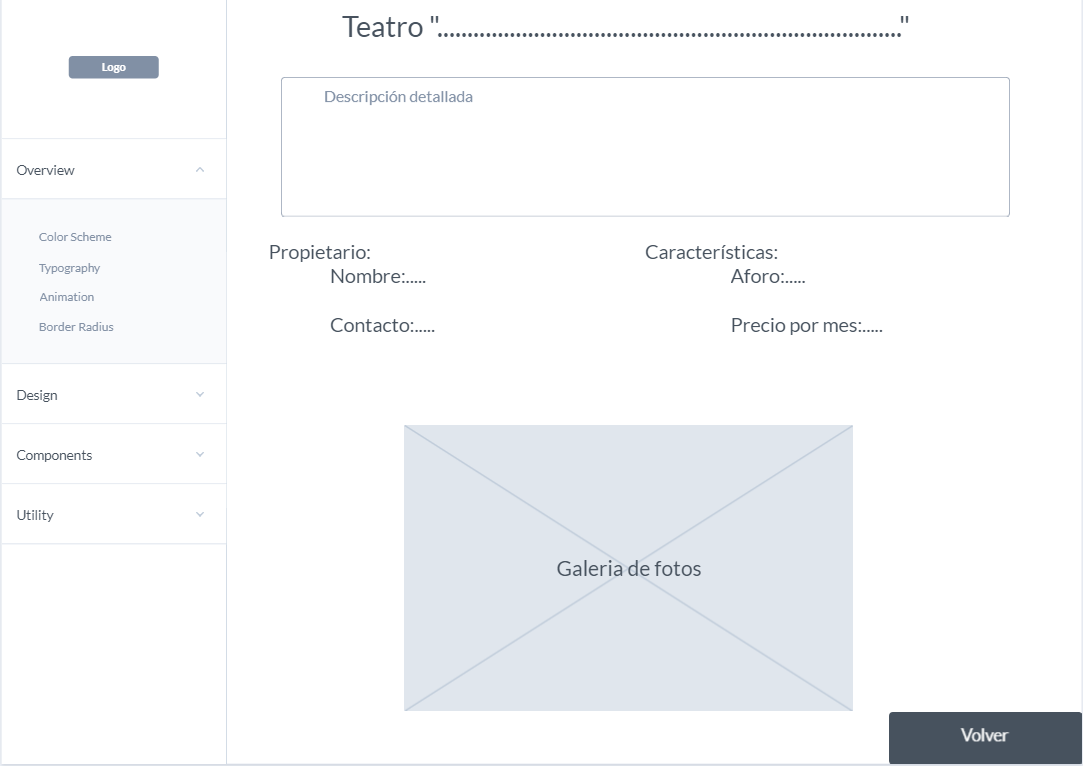 Logo
Overview
Color Scheme
Typography
Animation
Border Radius
Design
Components
Utility
Teatro "............................................................................."
Descripción detallada
Propietario:
Nombre:.....
Contacto:.....
Características:
Aforo:.....
Precio por mes:.....
Galeria de fotos
Volver